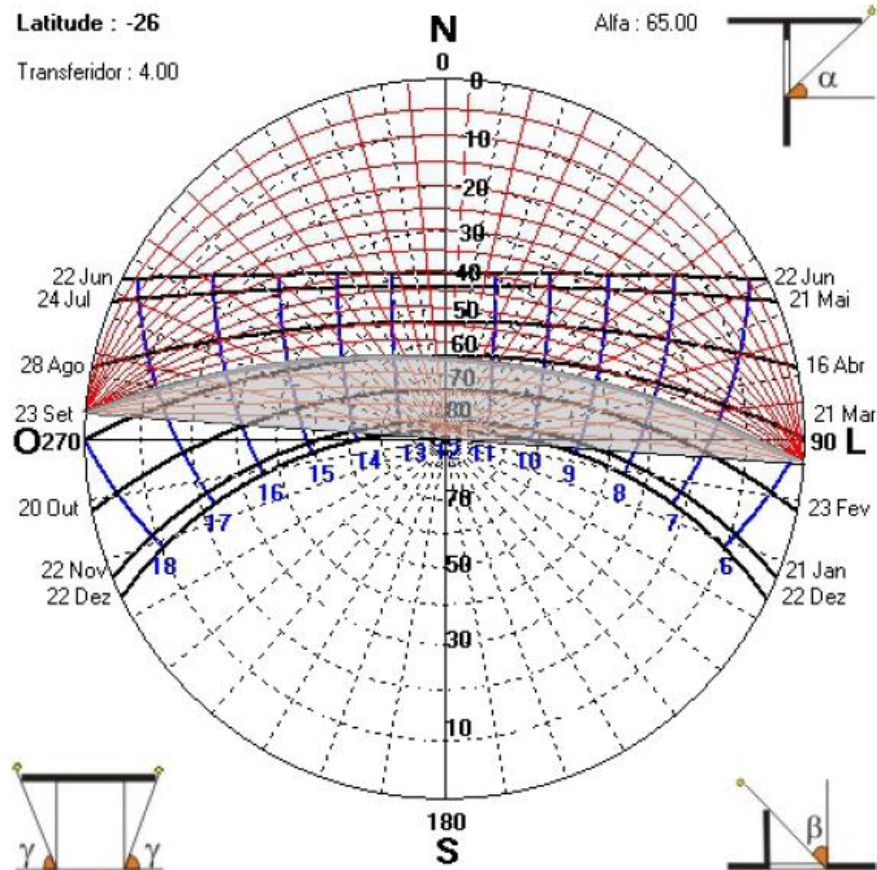 Latitude : -26
Transferidor : 4.00
Alfa : 65.00
α
N
0
0
10
20
30
22 Jun
40
22 Jun
24 Jul
21 Mai
50
28 Ago
60
16 Abr
70
23 Set
80
21 Mar
O 270
90 L
18
17
16
15
14
13
12
11
10
9
8
7
6
20 Out
70
23 Fev
22 Nov
50
21 Jan
22 Dez
22 Dez
30
10
180
S
γ
γ
β